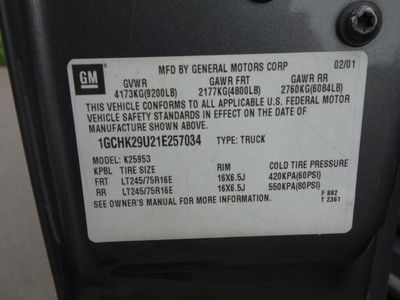 GM
MFD BY GENERAL MOTORS CORP 02/01
GVWR GAWR FRT GAWR RR
4173KG(9200LB) 2177KG(4800LB) 2760KG(6084LB)
THIS VEHICLE CONFORMS TO ALL APPLICABLE U.S. FEDERAL MOTOR
VEHICLE SAFETY STANDARDS IN EFFECT ON THE DATE OF
MANUFACTURE SHOWN ABOVE.
1GCHK29U21E257034 TYPE: TRUCK
MODEL: K25953
KPBL TIRE SIZE RIM COLD TIRE PRESSURE
FRT LT245/75R16E 16X6.5J 420KPA(60PSI)
RR LT245/75R16E 16X6.5J 550KPA(80PSI)
SEE OWNER'S MANUAL FOR MORE INFORMATION.
F 882
T 2361